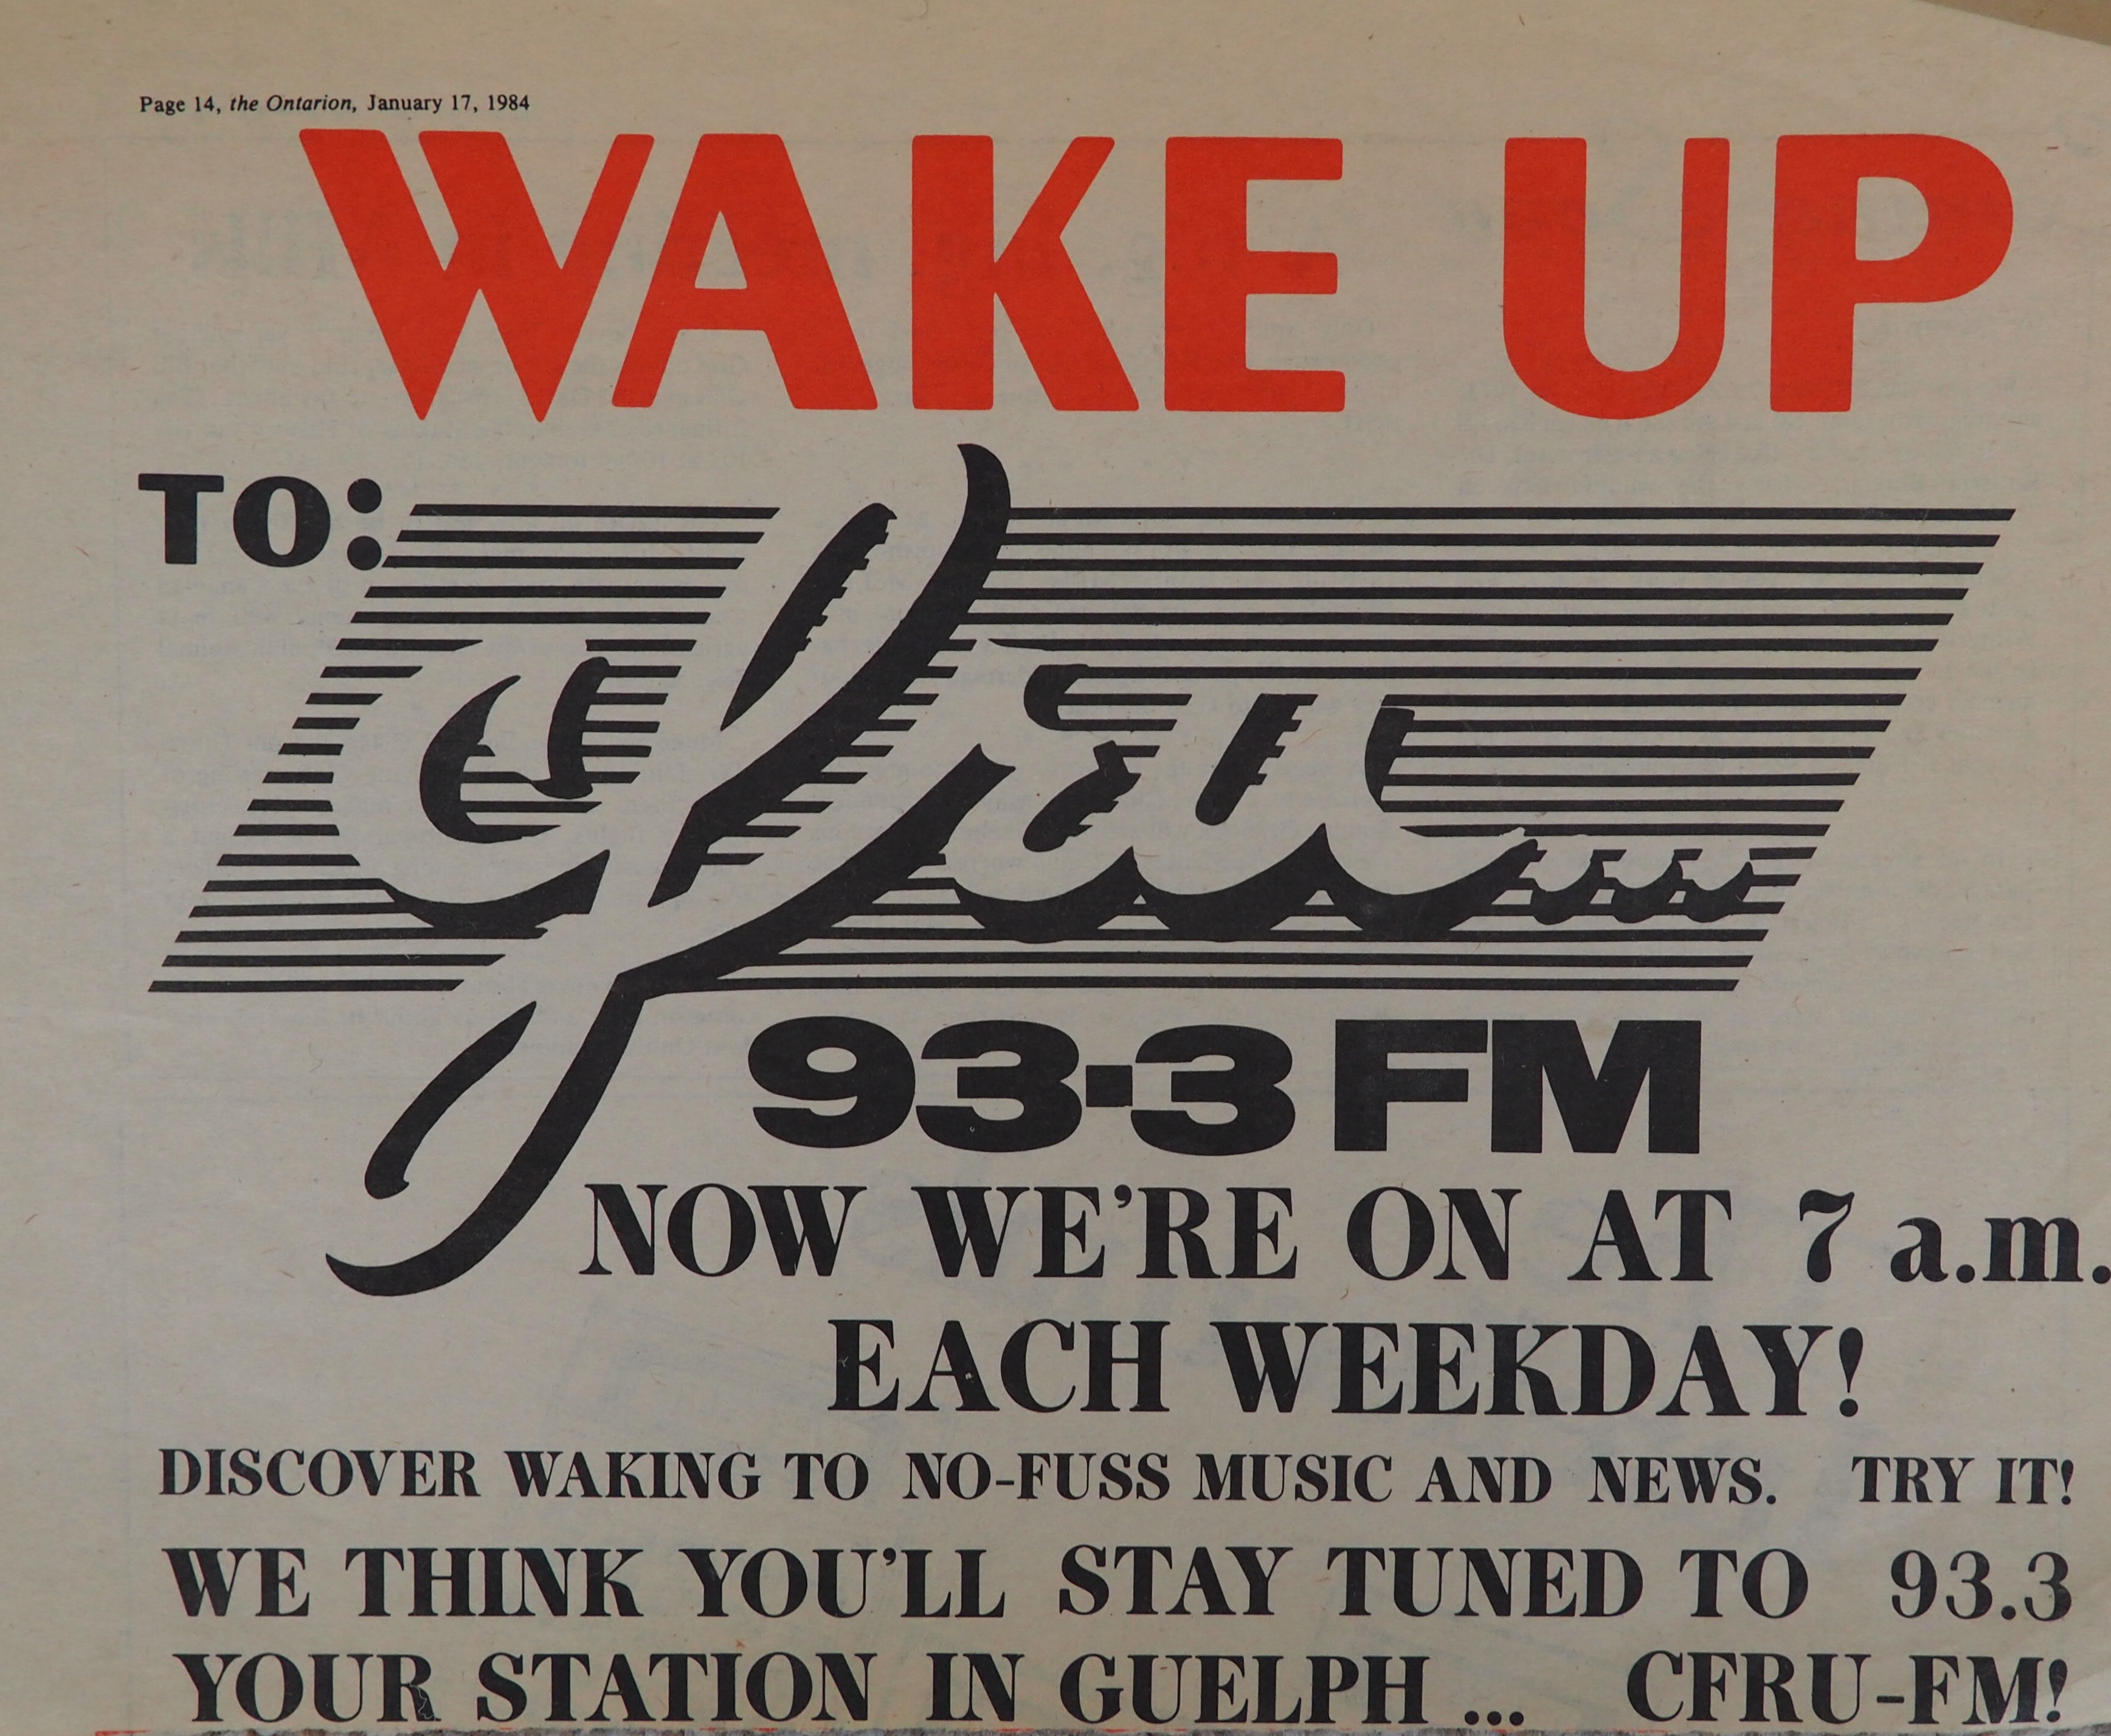 Page 14, the Ontarion, January 17, 1984
WAKE UP
TO:
cfru
93.3 FM
NOW WE'RE ON AT 7 a.m.
EACH WEEKDAY!
DISCOVER WAKING TO NO-FUSS MUSIC AND NEWS. TRY IT!
WE THINK YOU'LL STAY TUNED TO 93.3
YOUR STATION IN GUELPH ... CFRU-FM!